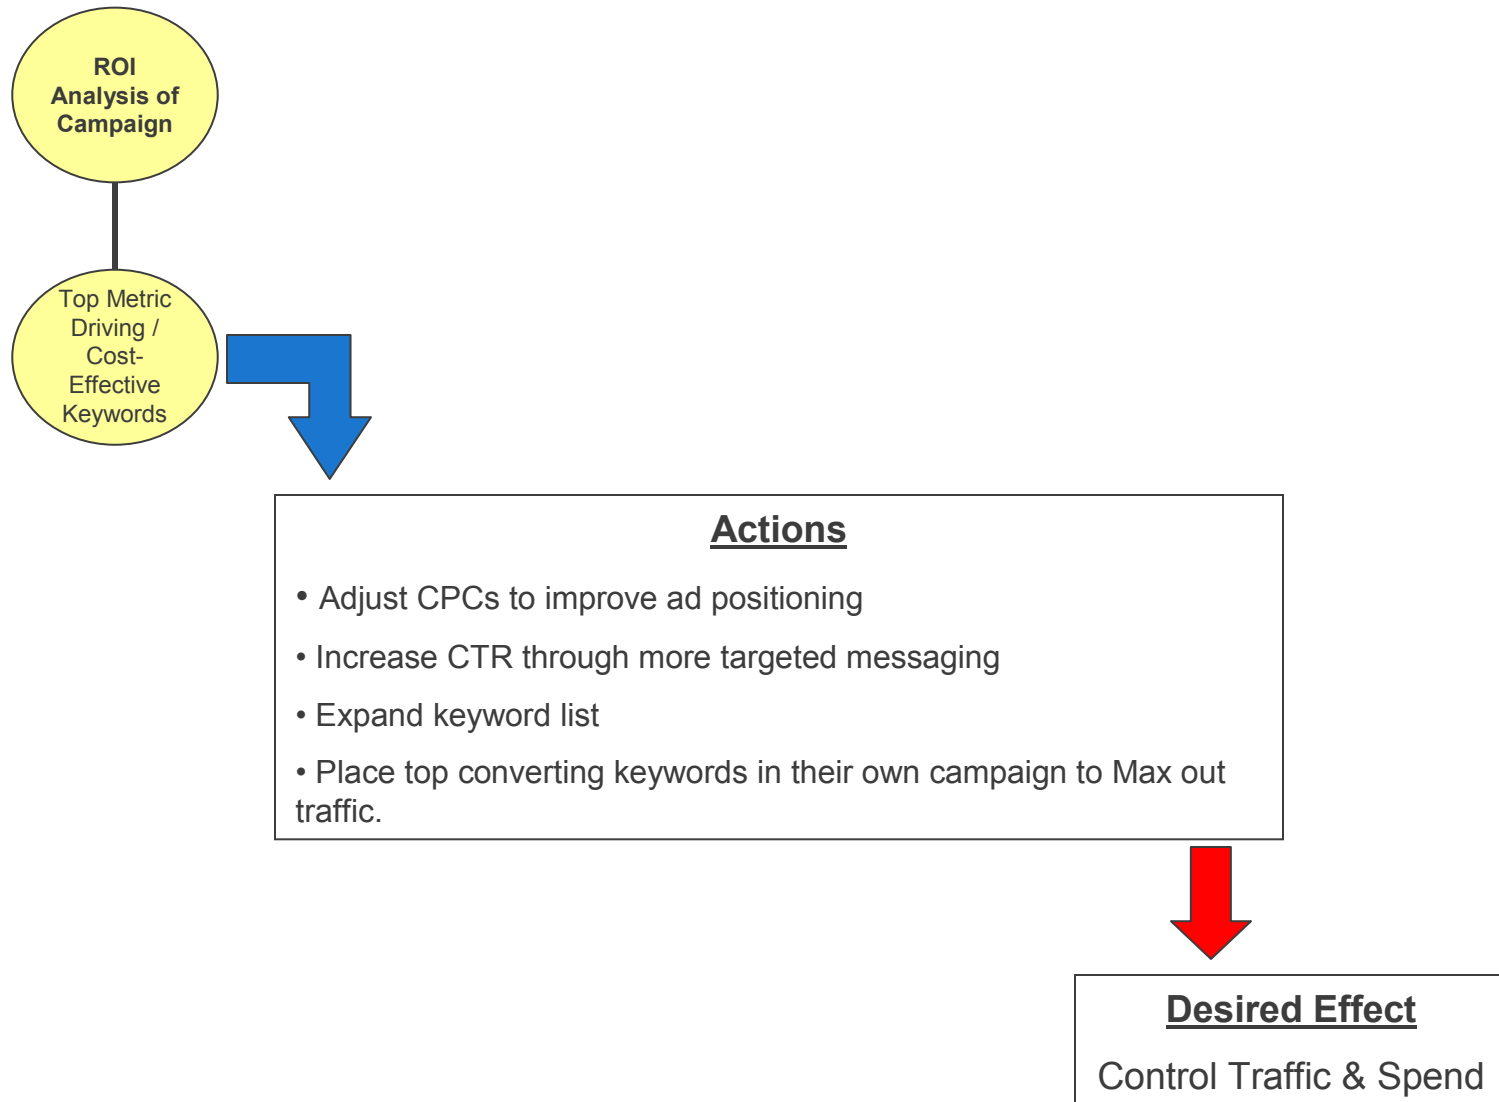 ROI
Analysis of
Campaign
Top Metric
Driving /
Cost-
Effective
Keywords
Actions
• Adjust CPCs to improve ad positioning
• Increase CTR through more targeted messaging
• Expand keyword list
• Place top converting keywords in their own campaign to Max out
traffic.
Desired Effect
Control Traffic & Spend